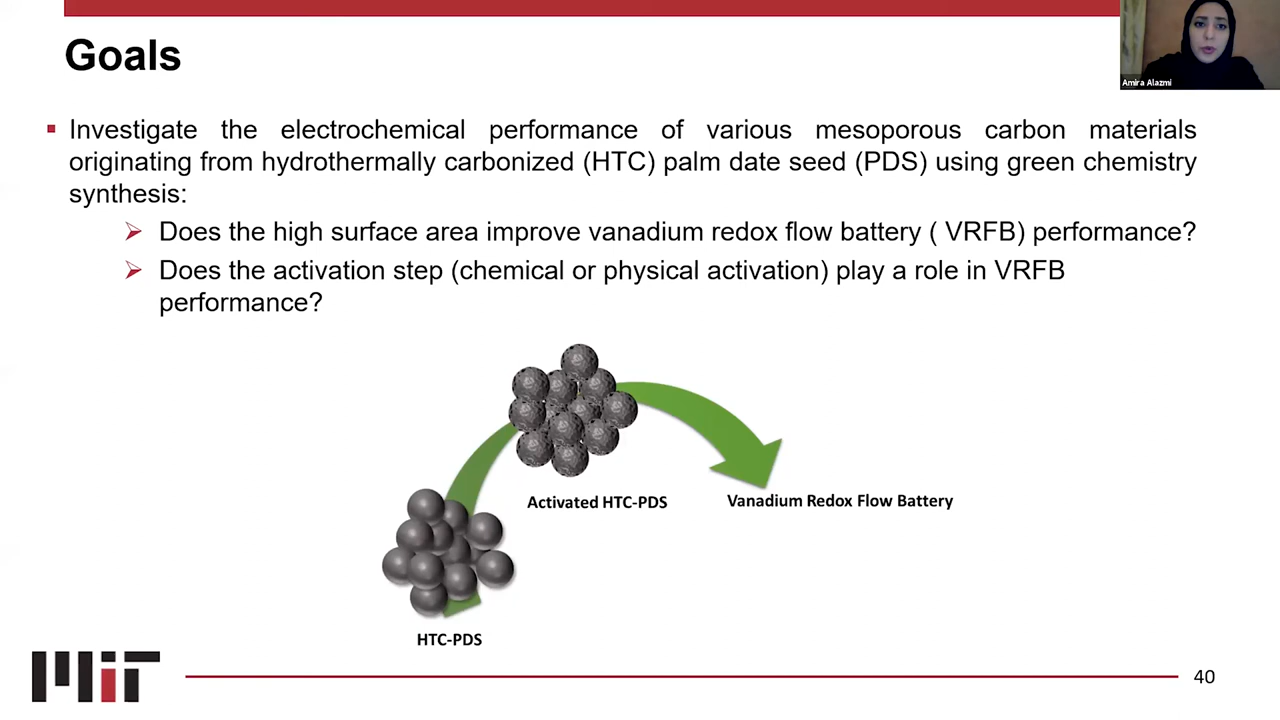 Goals
Amira Alazmi
▪ Investigate the electrochemical performance of various mesoporous carbon materials
originating from hydrothermally carbonized (HTC) palm date seed (PDS) using green chemistry
synthesis:
➢ Does the high surface area improve vanadium redox flow battery ( VRFB) performance?
➢ Does the activation step (chemical or physical activation) play a role in VRFB
performance?
Activated HTC-PDS
Vanadium Redox Flow Battery
HTC-PDS
MIT
40